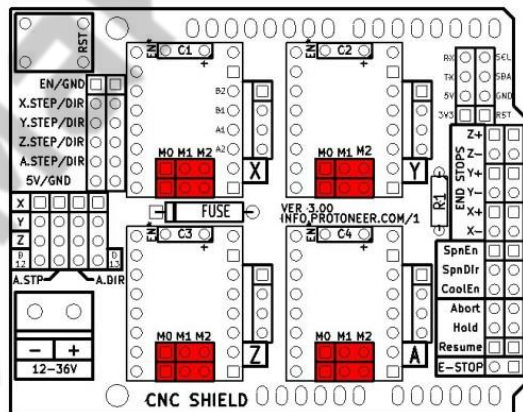 RST
EN/GND
X.STEP/DIR
Y.STEP/DIR
Z.STEP/DIR
A.STEP/DIR
5V/GND
X
Y
Z
D 12
D 13
A.STP
A.DIR
- +
12-36V
EN*
C1
+
B2
B1
A1
A2
M0 M1 M2
X
EN*
C2
+
M0 M1 M2
Y
FUSE
VER 3.00
INFO.PROTONEER.COM/1
R1
EN*
C3
+
M0 M1 M2
Z
EN*
C4
+
M0 M1 M2
A
CNC SHIELD
RX SCL
TX SDA
5V GND
3V3 RST
END STOPS
Z+
Z-
Y+
Y-
X+
X-
SpnEn
SpnDir
CoolEn
Abort
Hold
Resume
E-STOP